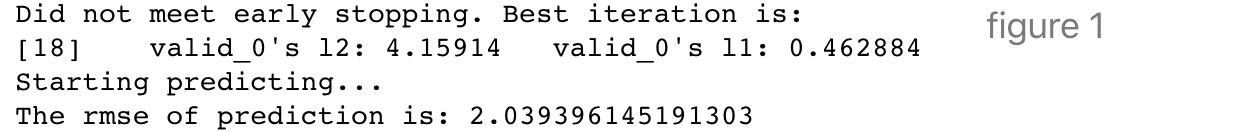 Did not meet early stopping. Best iteration is:
figure 1
[18]    valid_0's l2: 4.15914   valid_0's l1: 0.462884
Starting predicting...
The rmse of prediction is: 2.039396145191303